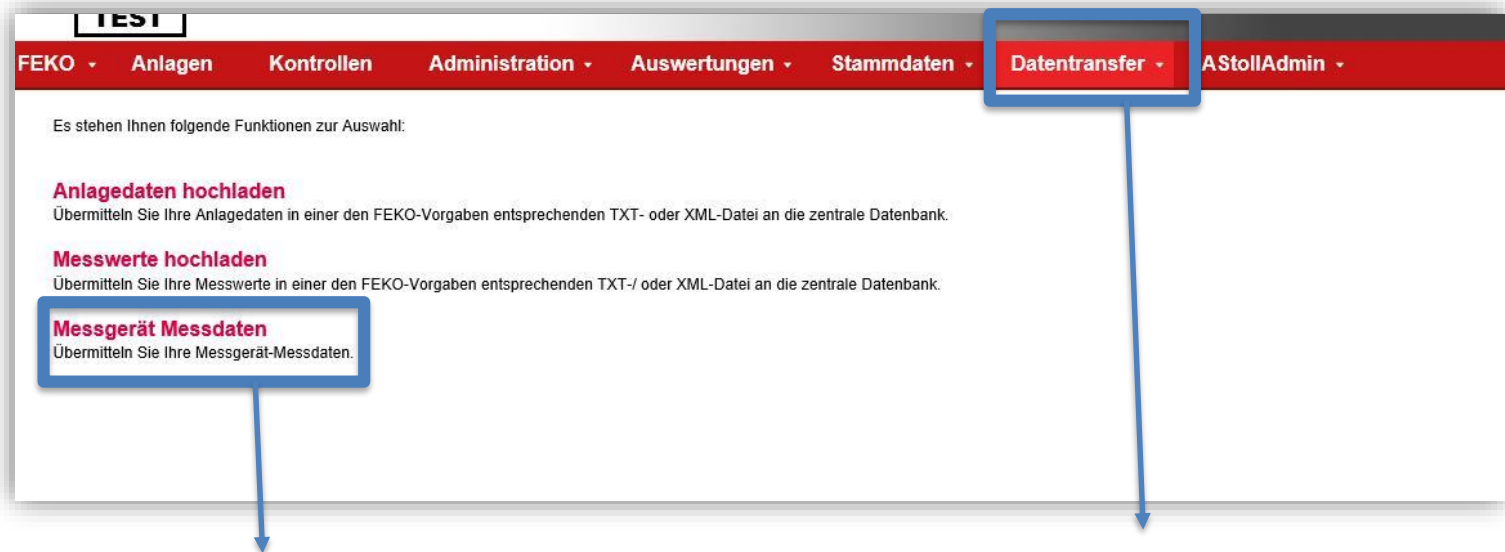 TEST
FEKO Anlagen Kontrollen Administration Auswertungen Stammdaten Datentransfer AStollAdmin
Es stehen Ihnen folgende Funktionen zur Auswahl:
Anlagedaten hochladen
Übermitteln Sie Ihre Anlagedaten in einer den FEKO-Vorgaben entsprechenden TXT- oder XML-Datei an die zentrale Datenbank.
Messwerte hochladen
Übermitteln Sie Ihre Messwerte in einer den FEKO-Vorgaben entsprechenden TXT-/ oder XML-Datei an die zentrale Datenbank.
Messgerät Messdaten
Übermitteln Sie Ihre Messgerät-Messdaten.